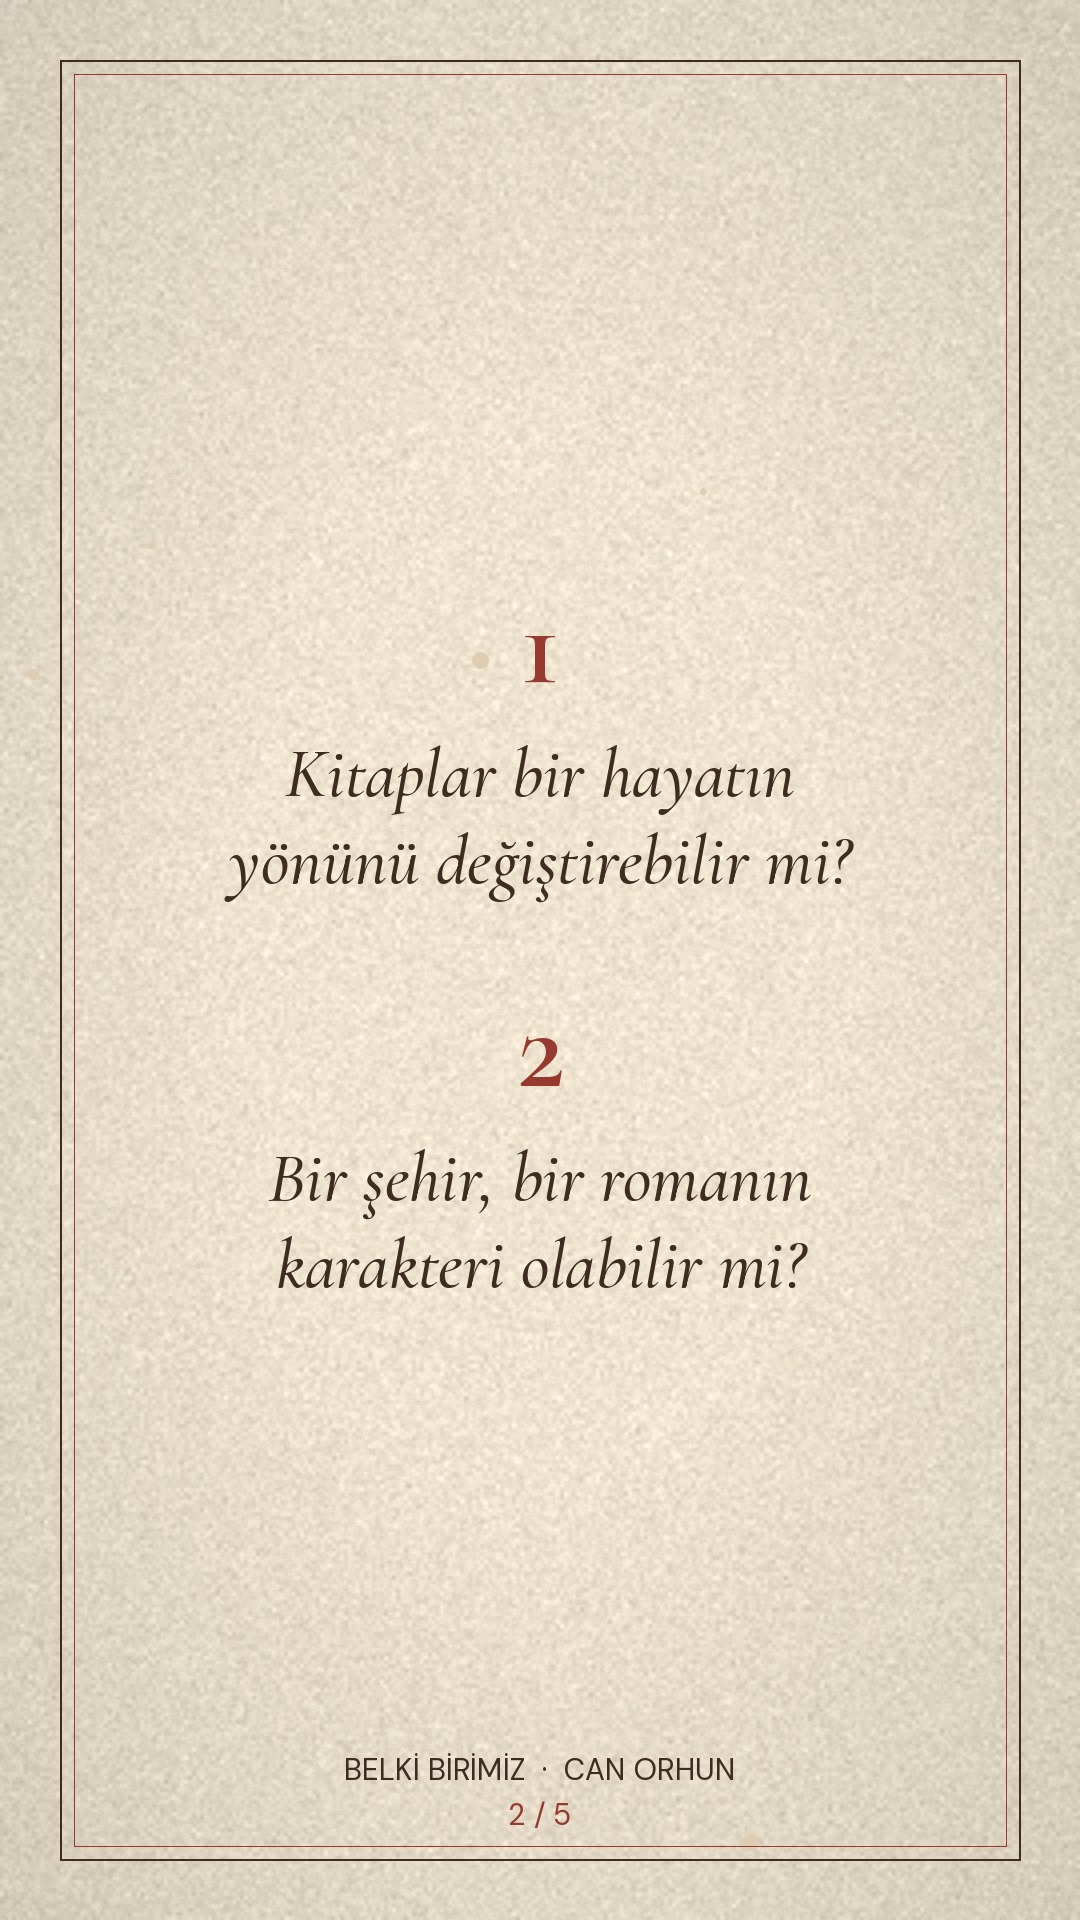 1
Kitaplar bir hayatın
yönünü değiştirebilir mi?
2
Bir şehir, bir romanın
karakteri olabilir mi?
BELKİ BİRİMİZ · CAN ORHUN
2 / 5